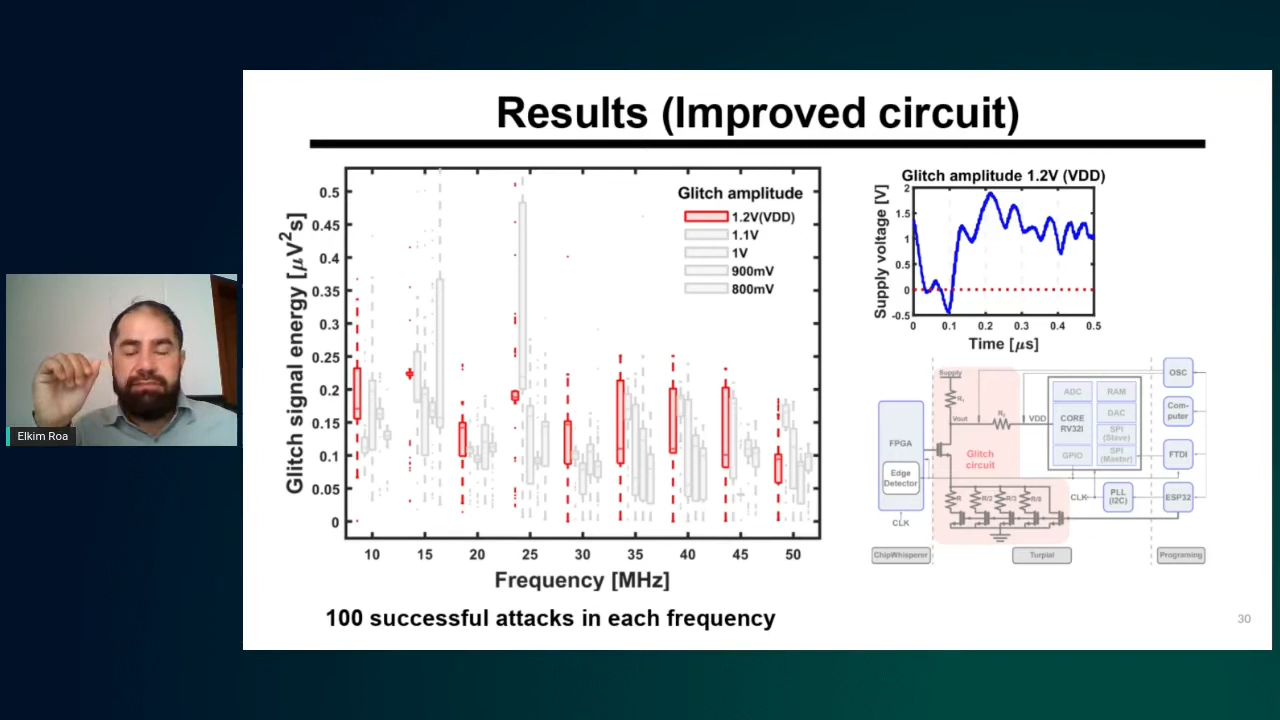 Results (Improved circuit)
Glitch signal energy [μV²s]
0.5
0.45
0.4
0.35
0.3
0.25
0.2
0.15
0.1
0.05
0
10 15 20 25 30 35 40 45 50
Frequency [MHz]
Glitch amplitude
1.2V(VDD)
1.1V
1V
900mV
800mV
100 successful attacks in each frequency
Glitch amplitude 1.2V (VDD)
Supply voltage [V]
2
1.5
1
0.5
0
-0.5
0 0.1 0.2 0.3 0.4 0.5
Time [μs]
Supply
Vout
VDD
FPGA
Edge
Detector
CLK
Glitch
circuit
R
R/2
R/3
R/8
ADC
RAM
CORE
RV32I
DAC
SPI
(Slave)
GPIO
SPI
(Master)
CLK
PLL
(I2C)
OSC
Com-
puter
FTDI
ESP32
ChipWhisperer
Turpial
Programing
30
Elkim Roa